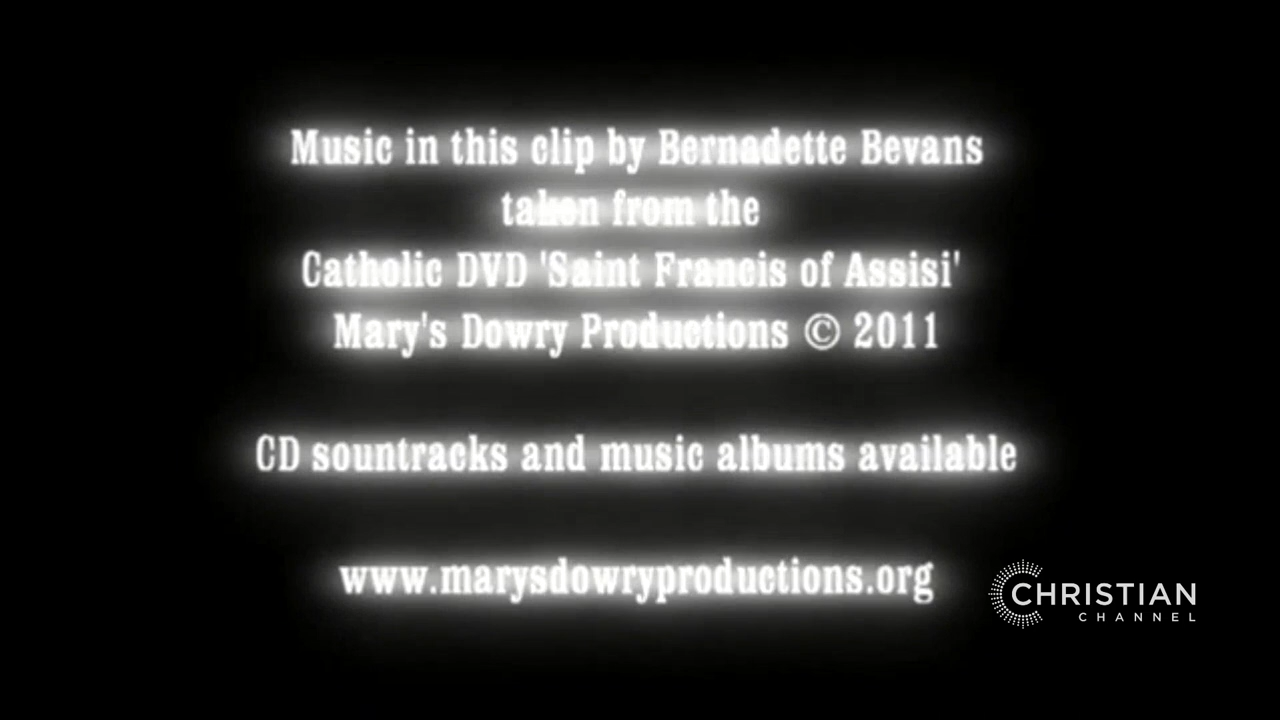 Music in this clip by Bernadette Bevans
taken from the
Catholic DVD 'Saint Francis of Assisi'
Mary's Dowry Productions © 2011
CD sountracks and music albums available
www.marysdowryproductions.org
CHRISTIAN
CHANNEL